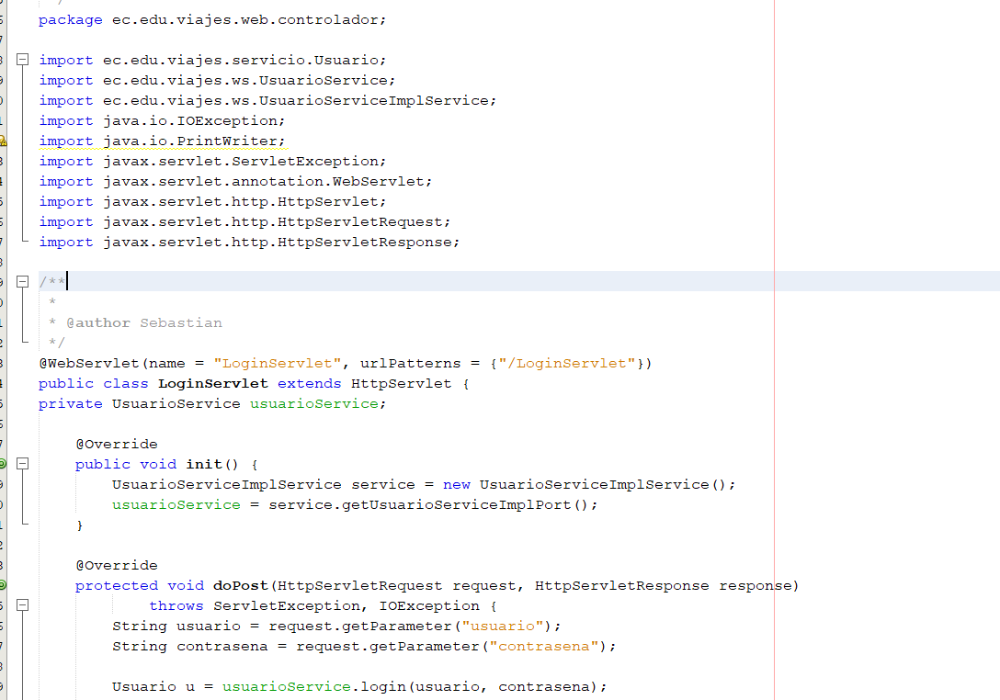 package ec.edu.viajes.web.controlador;
import ec.edu.viajes.servicio.Usuario;
import ec.edu.viajes.ws.UsuarioService;
import ec.edu.viajes.ws.UsuarioServiceImplService;
import java.io.IOException;
import java.io.PrintWriter;
import javax.servlet.ServletException;
import javax.servlet.annotation.WebServlet;
import javax.servlet.http.HttpServlet;
import javax.servlet.http.HttpServletRequest;
import javax.servlet.http.HttpServletResponse;
/**
 *
 * @author Sebastian
 */
@WebServlet(name = "LoginServlet", urlPatterns = {"/LoginServlet"})
public class LoginServlet extends HttpServlet {
private UsuarioService usuarioService;
    @Override
    public void init() {
        UsuarioServiceImplService service = new UsuarioServiceImplService();
        usuarioService = service.getUsuarioServiceImplPort();
    }
    @Override
    protected void doPost(HttpServletRequest request, HttpServletResponse response)
            throws ServletException, IOException {
        String usuario = request.getParameter("usuario");
        String contrasena = request.getParameter("contrasena");
        Usuario u = usuarioService.login(usuario, contrasena);